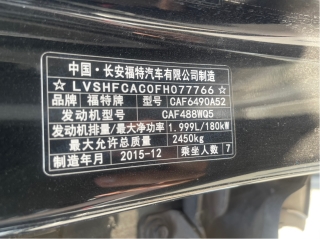 中国·长安福特汽车有限公司制造
☆LVSHFCAC0FH077766☆
品牌 福特牌 型号 CAF6490A52
发动机型号 CAF488WQ5
发动机排量/最大净功率 1.999L/180kW
最大允许总质量 2450kg
制造年月 2015-12 乘坐人数 7